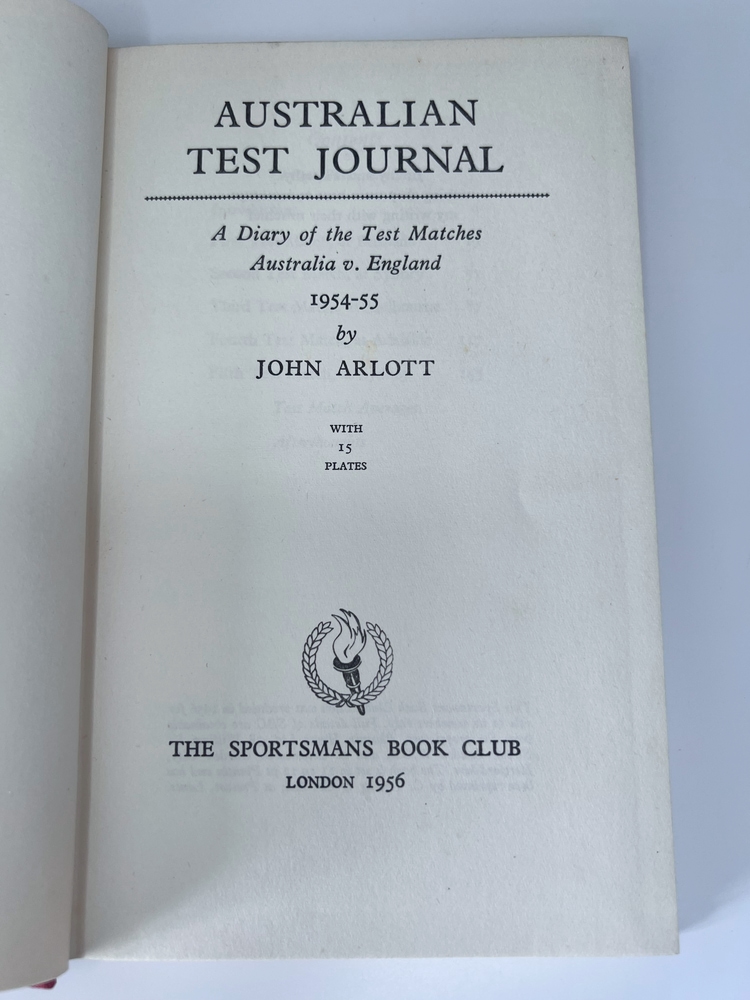 AUSTRALIAN
TEST JOURNAL
A Diary of the Test Matches
Australia v. England
1954-55
by
JOHN ARLOTT
WITH
15
PLATES
THE SPORTSMANS BOOK CLUB
LONDON 1956